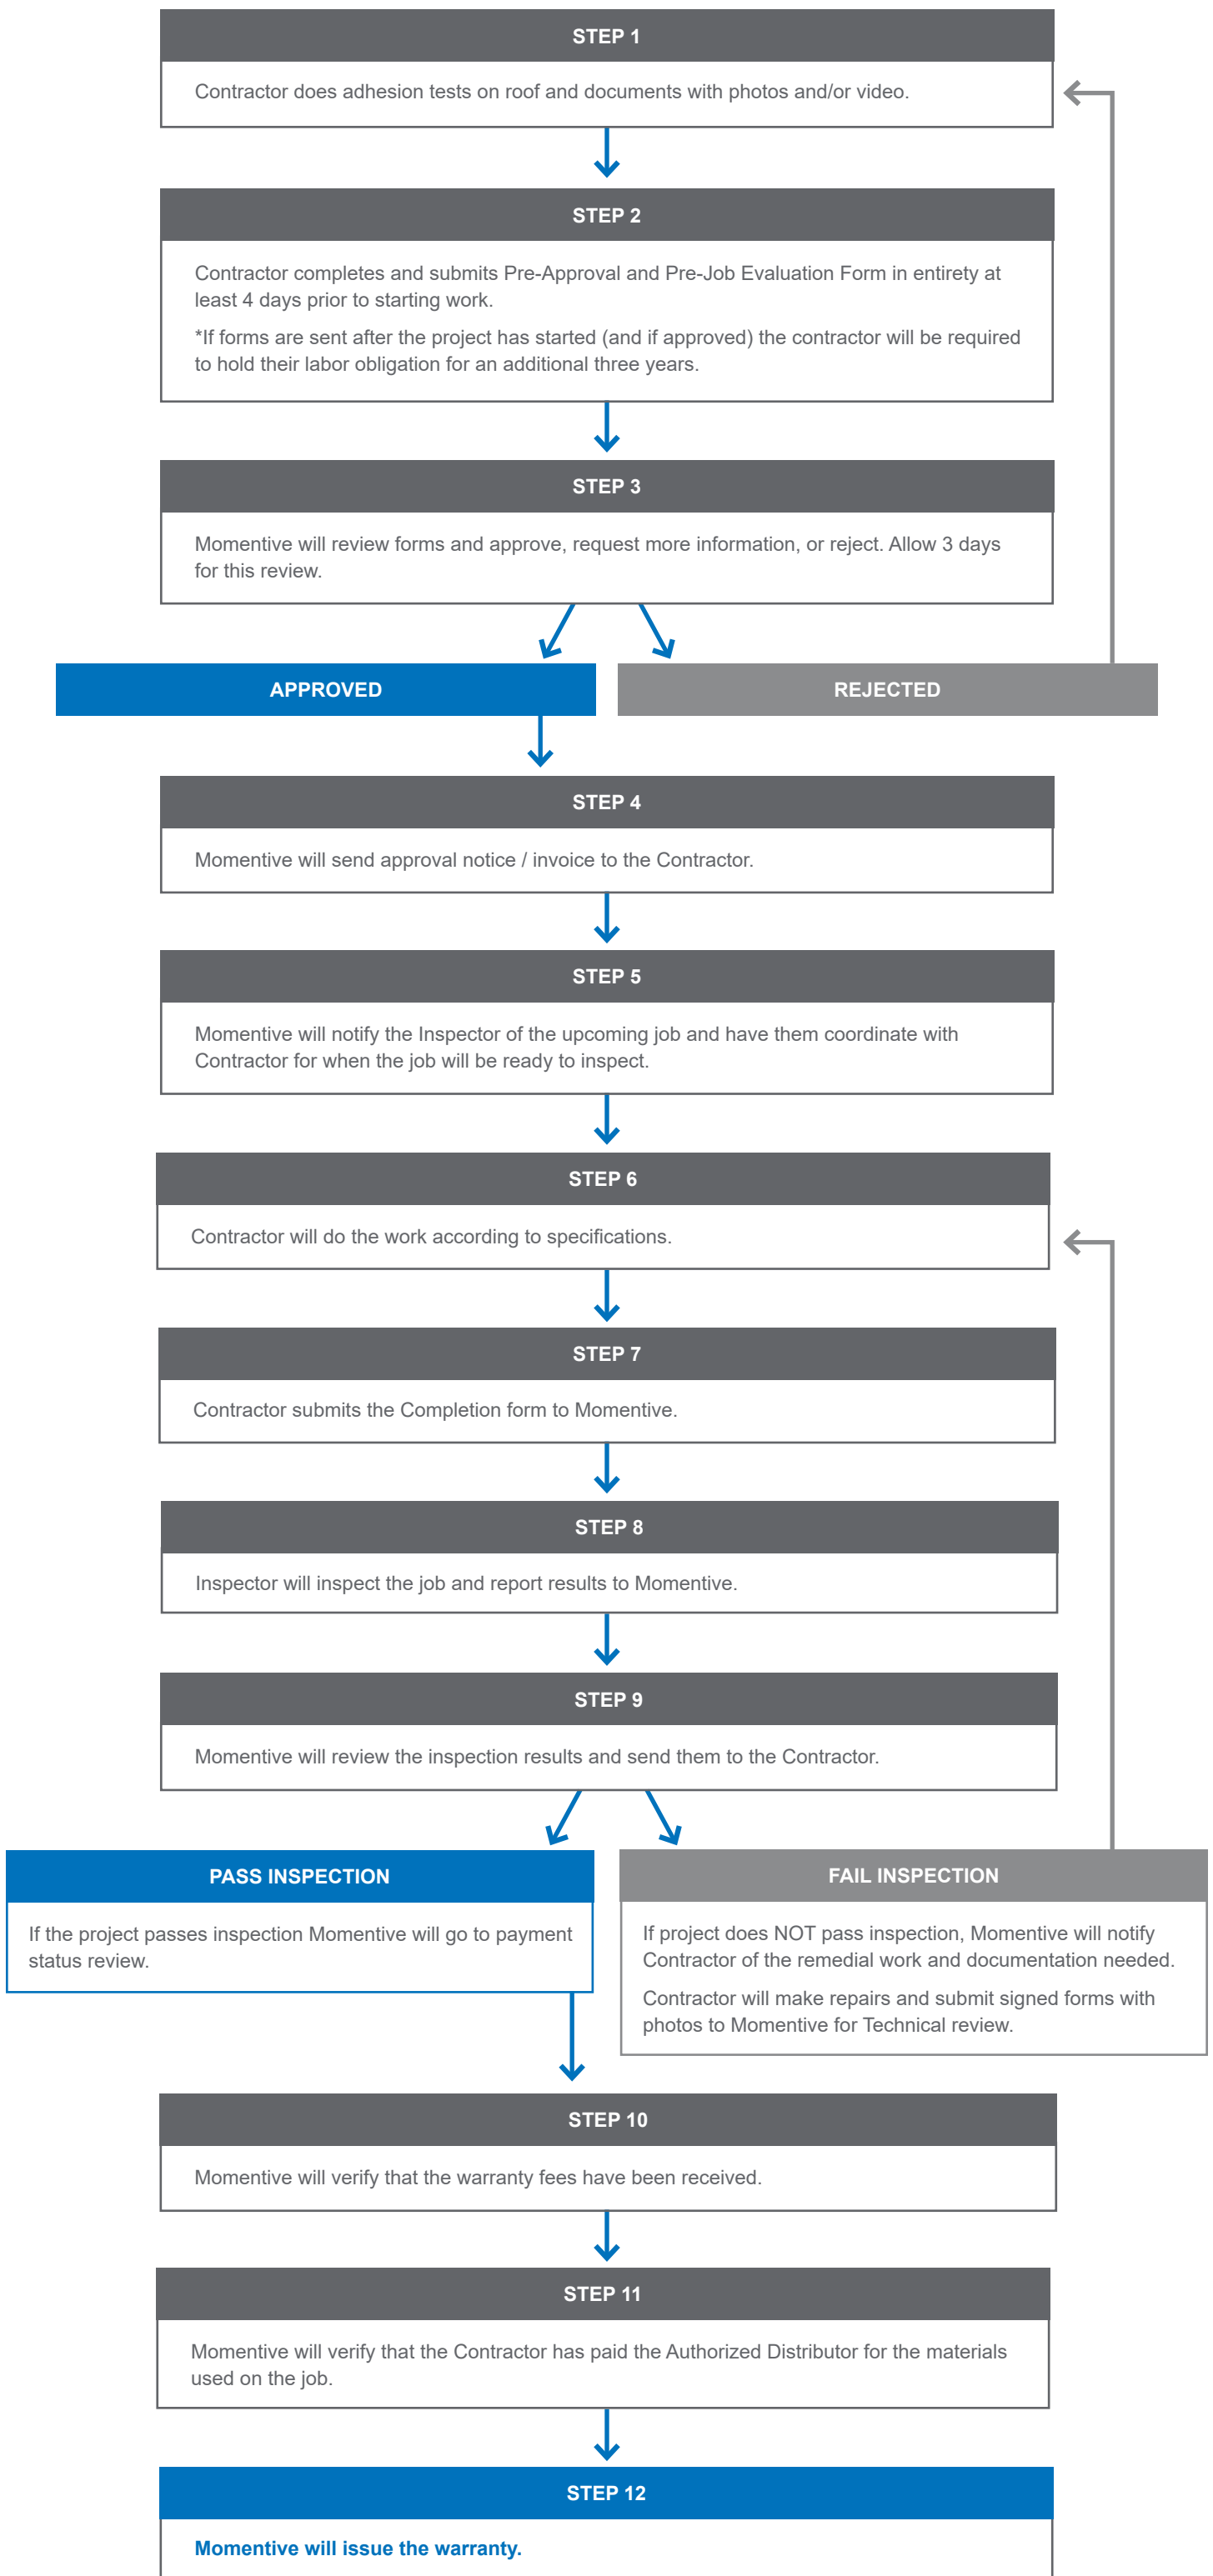 STEP 1
Contractor does adhesion tests on roof and documents with photos and/or video.
STEP 2
Contractor completes and submits Pre-Approval and Pre-Job Evaluation Form in entirety at
least 4 days prior to starting work.
*If forms are sent after the project has started (and if approved) the contractor will be required
to hold their labor obligation for an additional three years.
STEP 3
Momentive will review forms and approve, request more information, or reject. Allow 3 days
for this review.
APPROVED
REJECTED
STEP 4
Momentive will send approval notice / invoice to the Contractor.
STEP 5
Momentive will notify the Inspector of the upcoming job and have them coordinate with
Contractor for when the job will be ready to inspect.
STEP 6
Contractor will do the work according to specifications.
STEP 7
Contractor submits the Completion form to Momentive.
STEP 8
Inspector will inspect the job and report results to Momentive.
STEP 9
Momentive will review the inspection results and send them to the Contractor.
PASS INSPECTION
If the project passes inspection Momentive will go to payment
status review.
FAIL INSPECTION
If project does NOT pass inspection, Momentive will notify
Contractor of the remedial work and documentation needed.
Contractor will make repairs and submit signed forms with
photos to Momentive for Technical review.
STEP 10
Momentive will verify that the warranty fees have been received.
STEP 11
Momentive will verify that the Contractor has paid the Authorized Distributor for the materials
used on the job.
STEP 12
Momentive will issue the warranty.